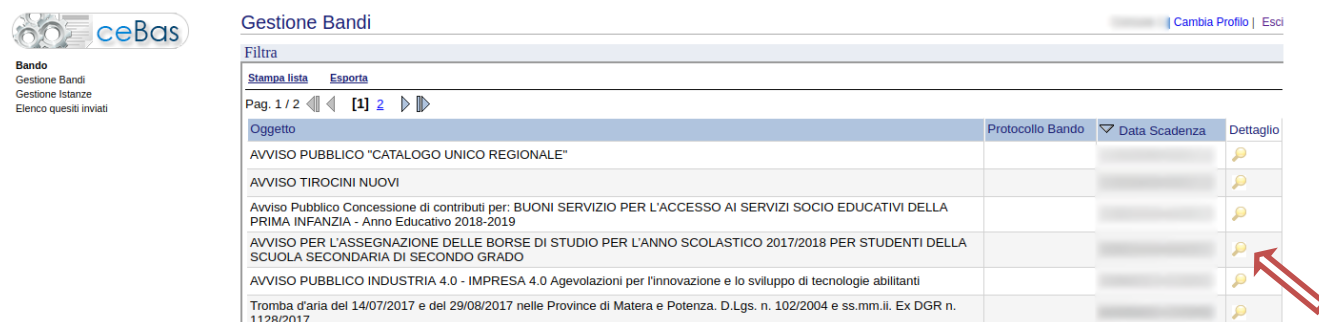 ceBas
Gestione Bandi
| Cambia Profilo | Esci
Bando
Gestione Bandi
Gestione Istanze
Elenco quesiti inviati
Filtra
Stampa lista Esporta
Pag. 1 / 2 [1] 2
Oggetto Protocollo Bando Data Scadenza Dettaglio
AVVISO PUBBLICO "CATALOGO UNICO REGIONALE"
AVVISO TIROCINI NUOVI
Avviso Pubblico Concessione di contributi per: BUONI SERVIZIO PER L'ACCESSO AI SERVIZI SOCIO EDUCATIVI DELLA
PRIMA INFANZIA - Anno Educativo 2018-2019
AVVISO PER L'ASSEGNAZIONE DELLE BORSE DI STUDIO PER L'ANNO SCOLASTICO 2017/2018 PER STUDENTI DELLA
SCUOLA SECONDARIA DI SECONDO GRADO
AVVISO PUBBLICO INDUSTRIA 4.0 - IMPRESA 4.0 Agevolazioni per l'innovazione e lo sviluppo di tecnologie abilitanti
Tromba d'aria del 14/07/2017 e del 29/08/2017 nelle Province di Matera e Potenza. D.Lgs. n. 102/2004 e ss.mm.ii. Ex DGR n.
1128/2017